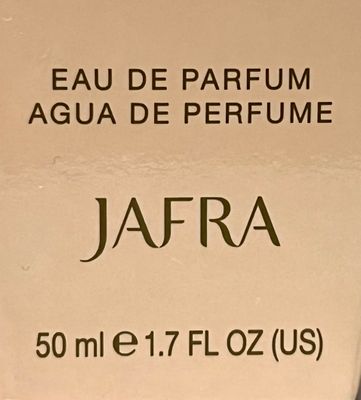 EAU DE PARFUM
AGUA DE PERFUME
JAFRA
50 ml ℮ 1.7 FL OZ (US)